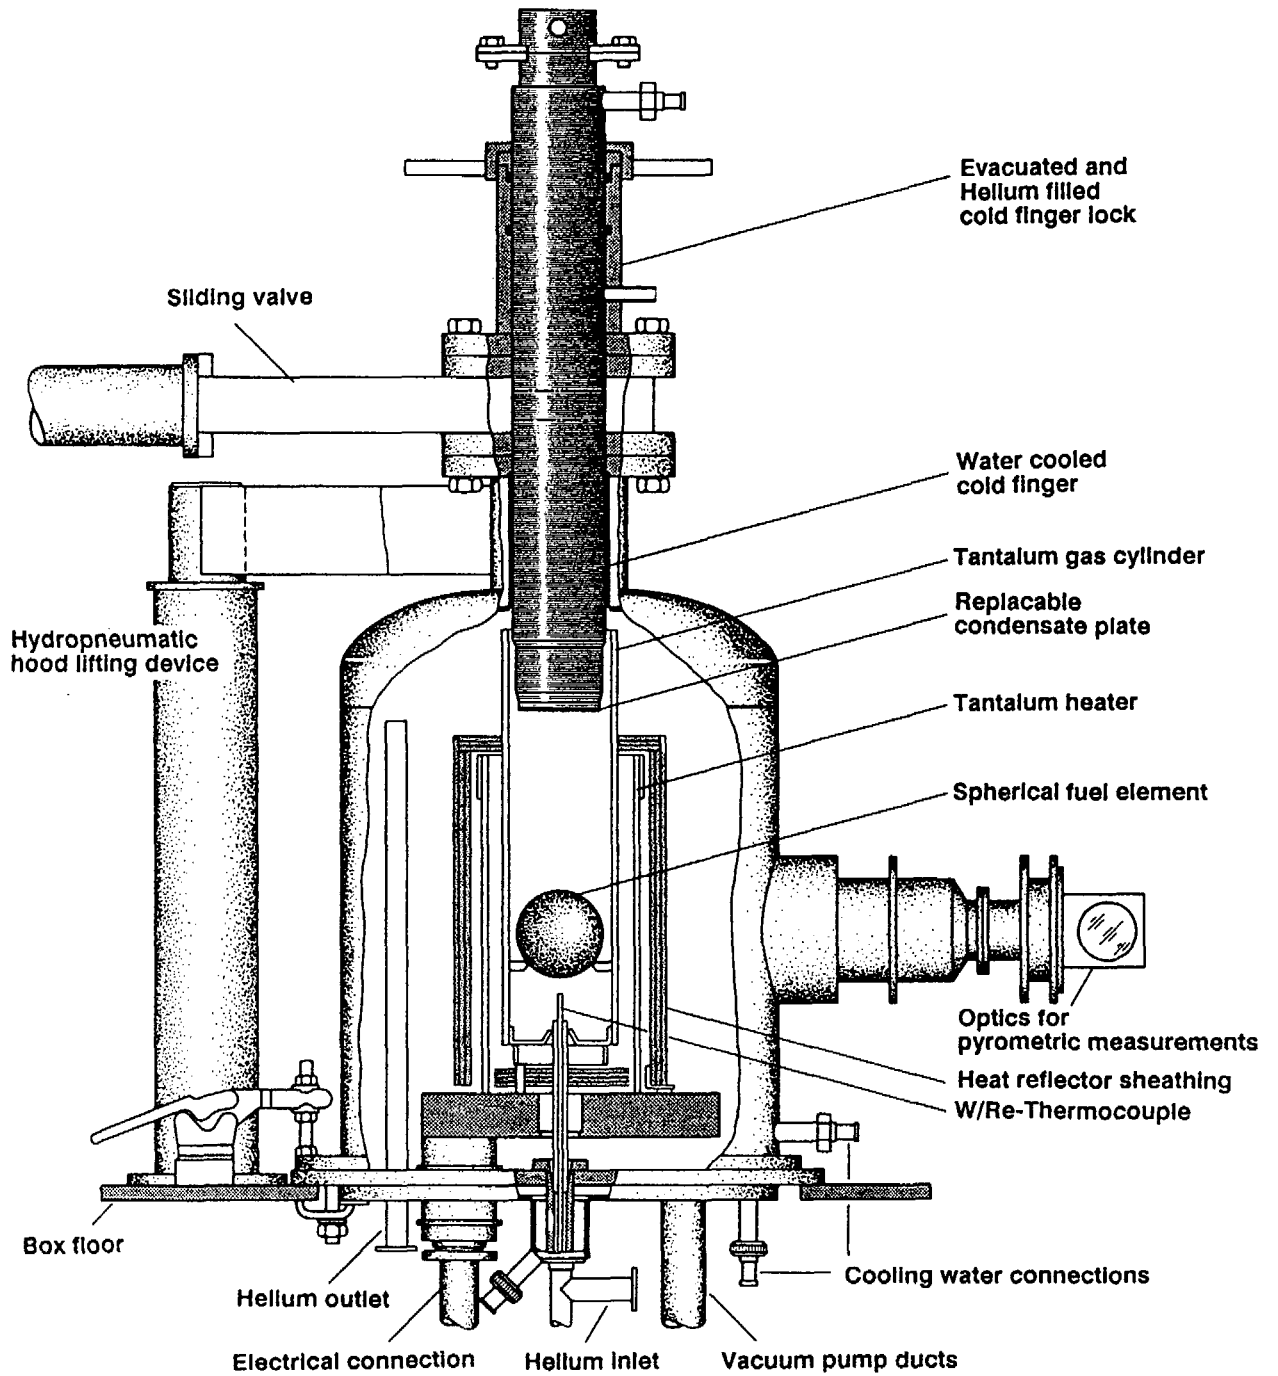 Evacuated and
Helium filled
cold finger lock
Sliding valve
Water cooled
cold finger
Tantalum gas cylinder
Replacable
condensate plate
Hydropneumatic
hood lifting device
Tantalum heater
Spherical fuel element
Optics for
pyrometric measurements
Heat reflector sheathing
W/Re-Thermocouple
Box floor
Cooling water connections
Helium outlet
Electrical connection
Helium inlet
Vacuum pump ducts